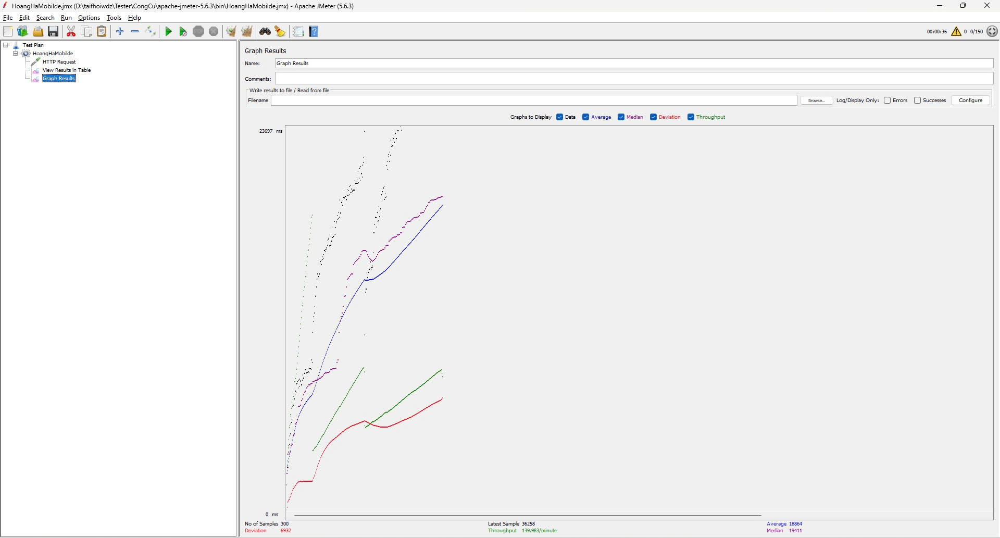 HoangHaMobilde.jmx (D:\taifhoiwdz\Tester\CongCu\apache-jmeter-5.6.3\bin\HoangHaMobilde.jmx) - Apache JMeter (5.6.3)
File Edit Search Run Options Tools Help
STOP 00:00:36 0 0/150
Test Plan
HoangHaMobilde
HTTP Request
View Results in Table
Graph Results
Graph Results
Name: Graph Results
Comments:
Write results to file / Read from file
Filename Browse... Log/Display Only: Errors Successes Configure
Graphs to Display Data Average Median Deviation Throughput
23697 ms
0 ms
No of Samples 300 Latest Sample 36258 Average 18864
Deviation 6932 Throughput 139.983/minute Median 19411